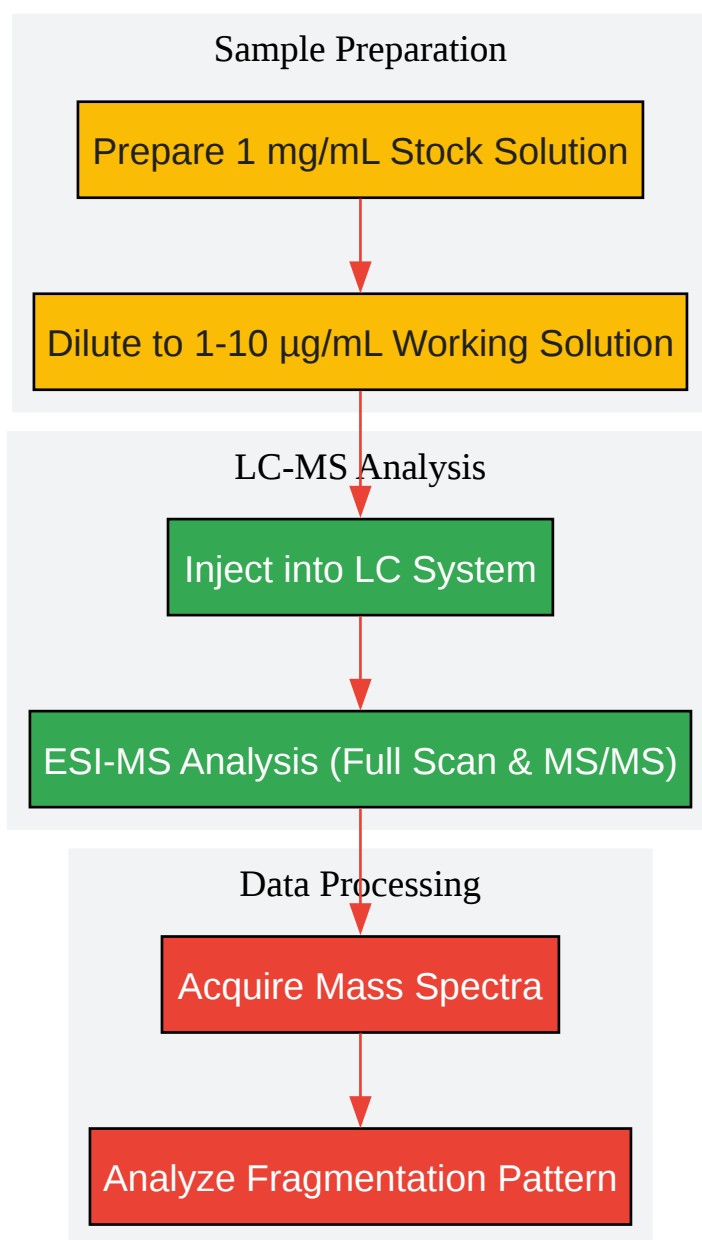 Sample Preparation
Prepare 1 mg/mL Stock Solution
Dilute to 1-10 µg/mL Working Solution
LC-MS Analysis
Inject into LC System
ESI-MS Analysis (Full Scan & MS/MS)
Data Processing
Acquire Mass Spectra
Analyze Fragmentation Pattern